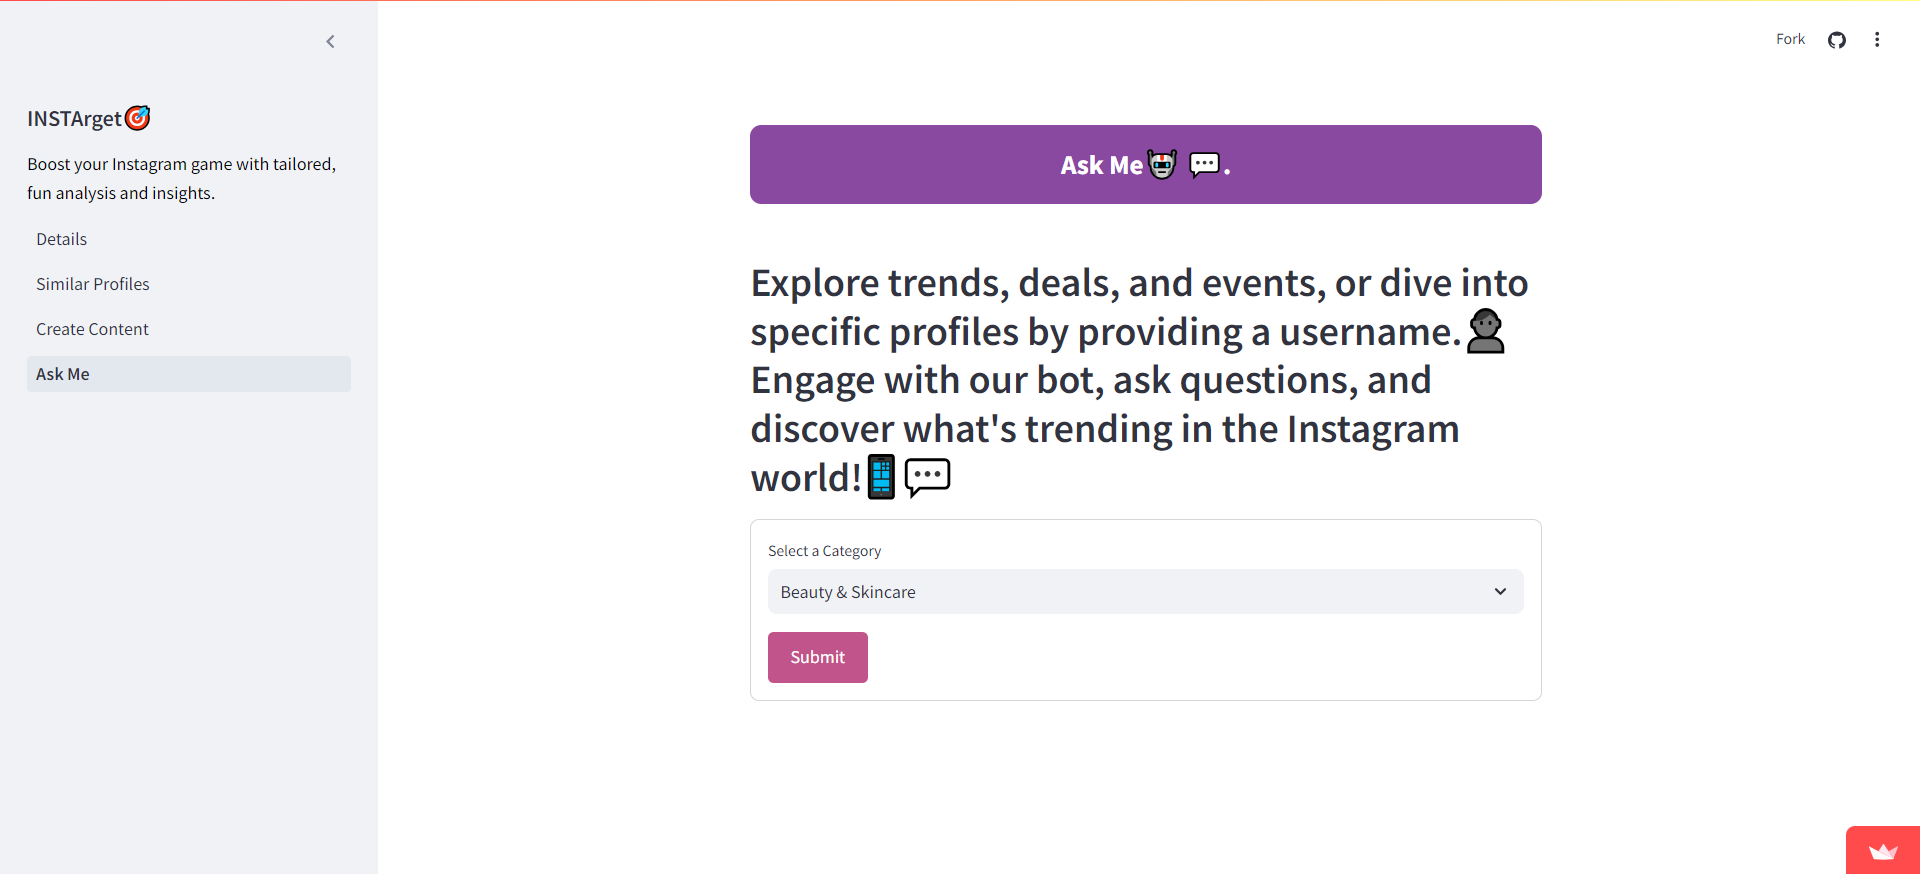 Fork
INSTArget🎯
Boost your Instagram game with tailored,
fun analysis and insights.
Details
Similar Profiles
Create Content
Ask Me
Ask Me🤖 💬.
Explore trends, deals, and events, or dive into
specific profiles by providing a username.👤
Engage with our bot, ask questions, and
discover what's trending in the Instagram
world!📱💬
Select a Category
Beauty & Skincare
Submit